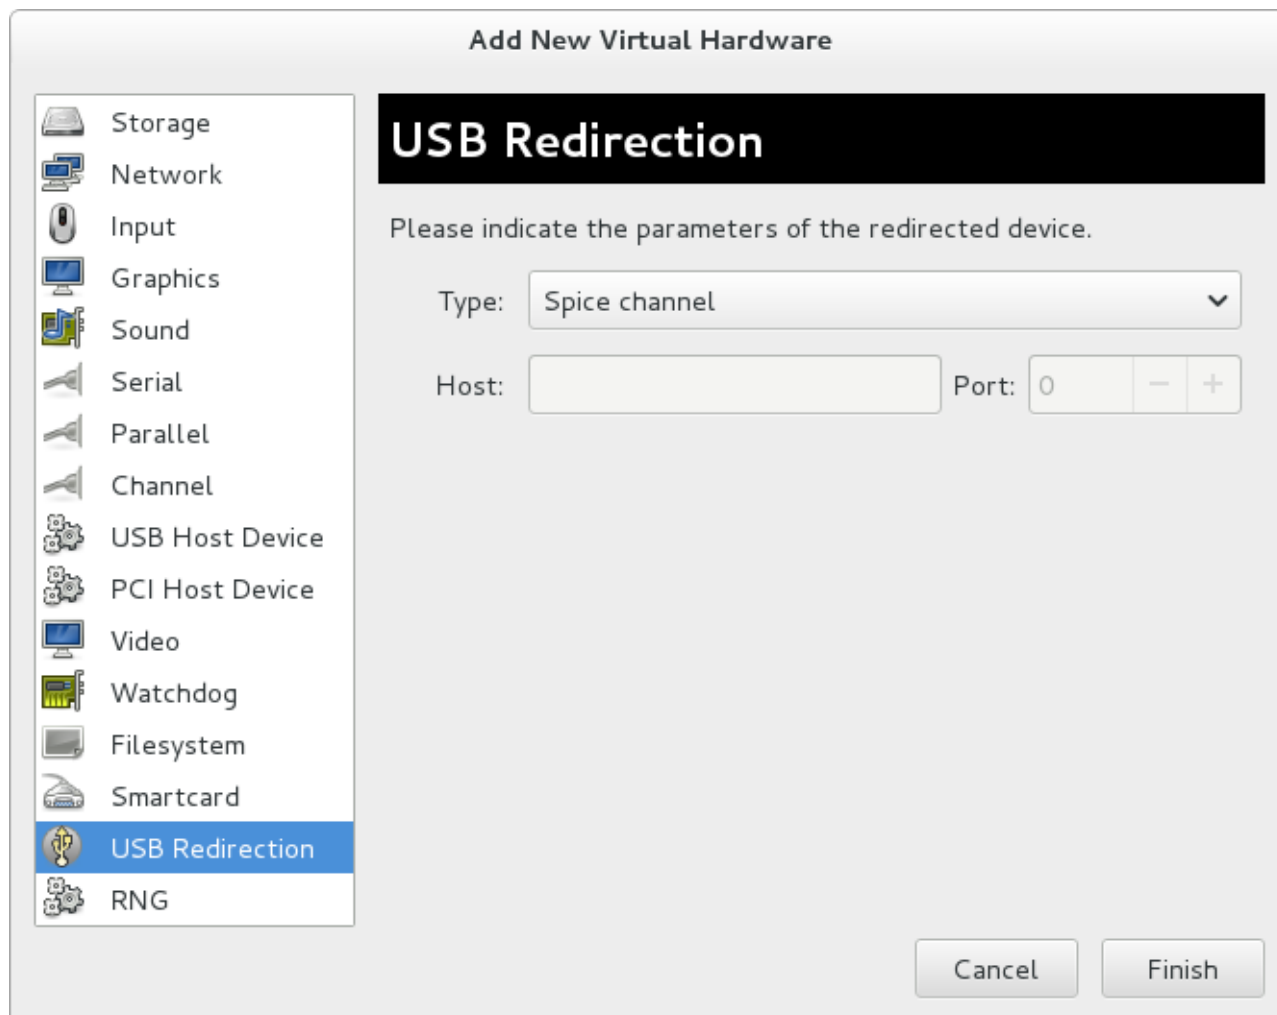 Add New Virtual Hardware
Storage
Network
Input
Graphics
Sound
Serial
Parallel
Channel
USB Host Device
PCI Host Device
Video
Watchdog
Filesystem
Smartcard
USB Redirection
RNG
USB Redirection
Please indicate the parameters of the redirected device.
Type: Spice channel
Host: Port: 0 − +
Cancel Finish